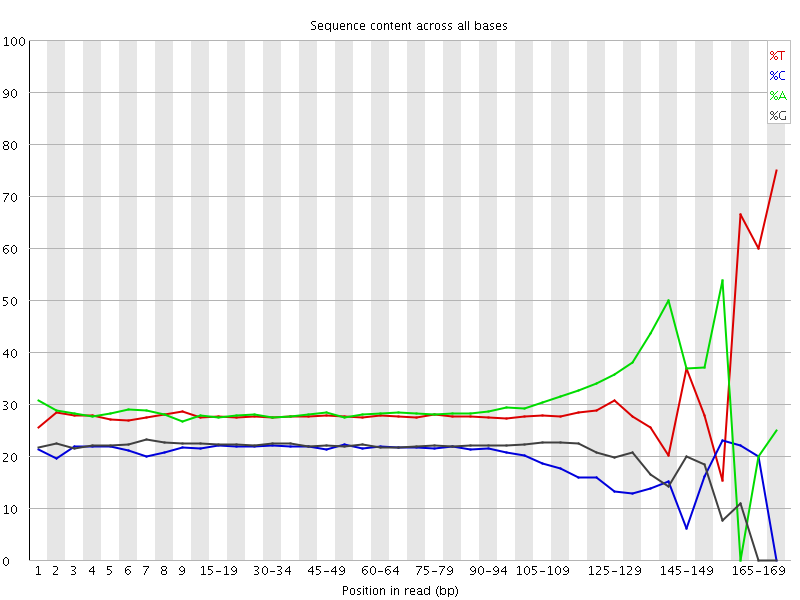 Sequence content across all bases
100
90
80
70
60
50
40
30
20
10
0
%T
%C
%A
%G
1 2 3 4 5 6 7 8 9 15-19 30-34 45-49 60-64 75-79 90-94 105-109 125-129 145-149 165-169
Position in read (bp)